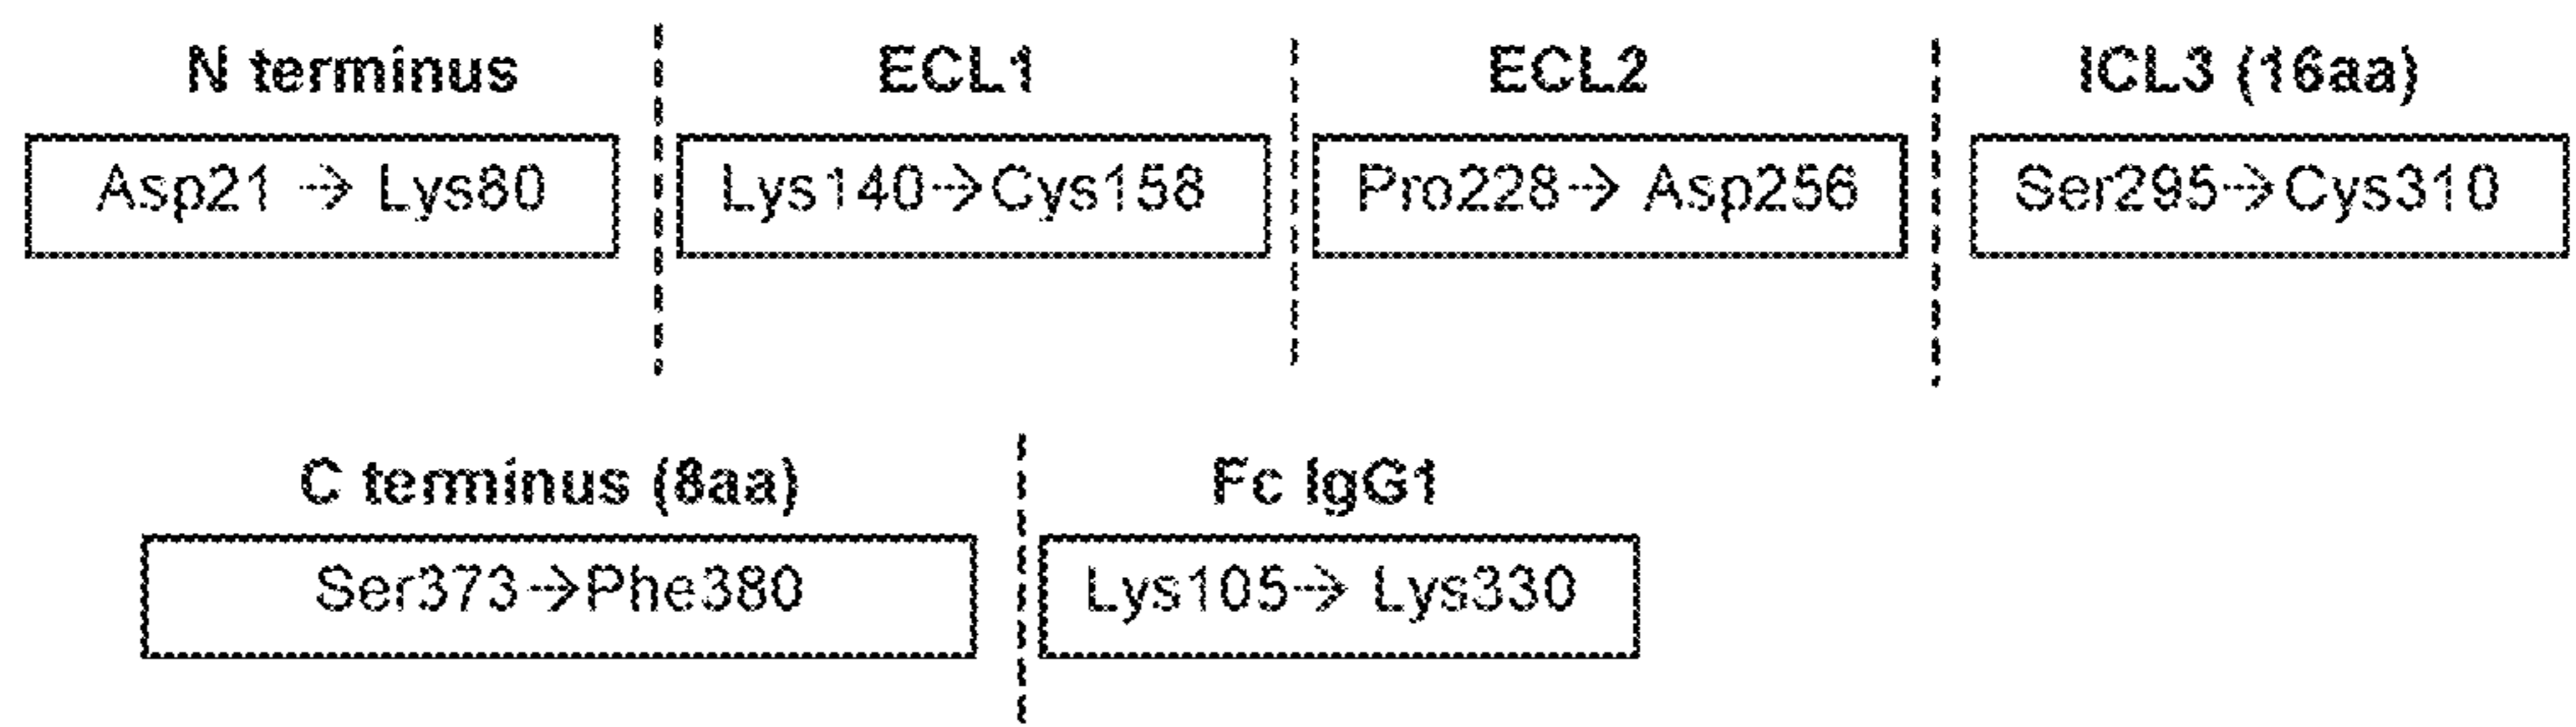 N terminus ECL1 ECL2 ICL3 (16aa)
Asp21 → Lys80 Lys140→Cys158 Pro228→ Asp256 Ser295→Cys310
C terminus (8aa) Fc IgG1
Ser373→Phe380 Lys105→ Lys330